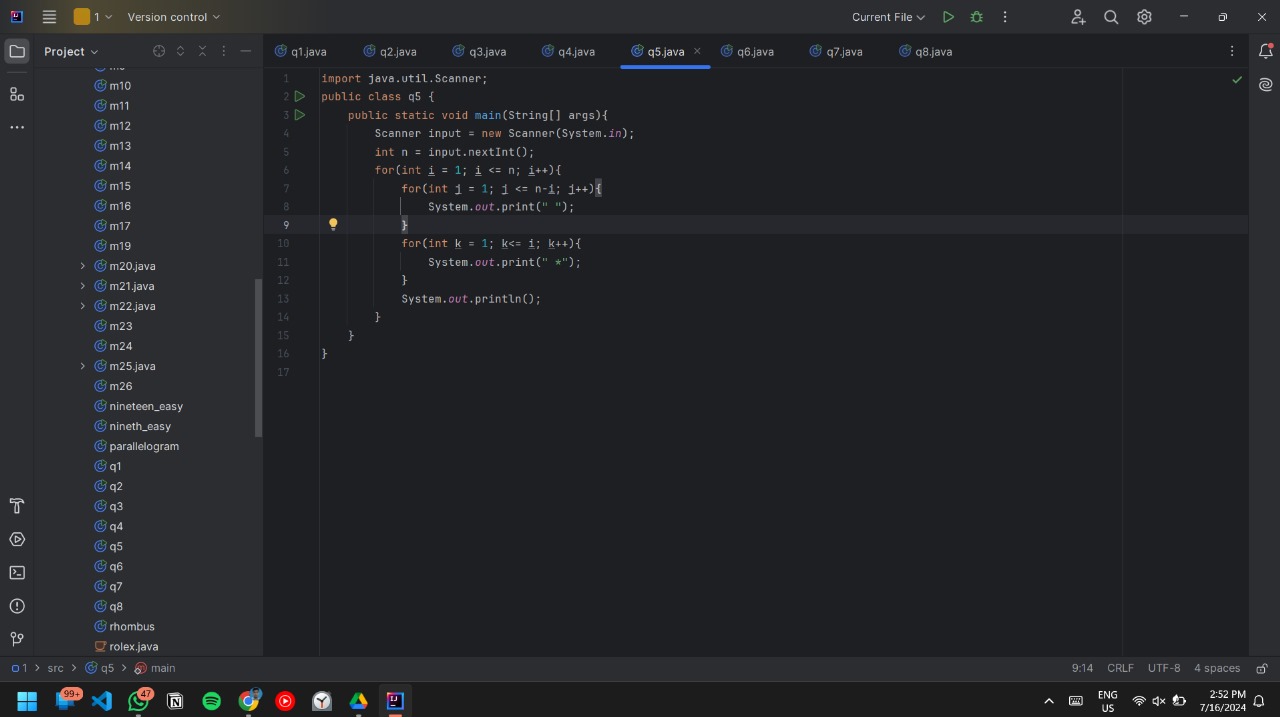 1
Version control
Current File
Project
q1.java
q2.java
q3.java
q4.java
q5.java
q6.java
q7.java
q8.java
m10
m11
m12
m13
m14
m15
m16
m17
m19
m20.java
m21.java
m22.java
m23
m24
m25.java
m26
nineteen_easy
nineth_easy
parallelogram
q1
q2
q3
q4
q5
q6
q7
q8
rhombus
rolex.java
1 import java.util.Scanner;
2 public class q5 {
3 public static void main(String[] args){
4 Scanner input = new Scanner(System.in);
5 int n = input.nextInt();
6 for(int i = 1; i <= n; i++){
7 for(int j = 1; j <= n-i; j++){
8 System.out.print(" ");
9 }
10 for(int k = 1; k<= i; k++){
11 System.out.print(" *");
12 }
13 System.out.println();
14 }
15 }
16 }
17
1 > src > q5 > main
9:14 CRLF UTF-8 4 spaces
99+
47
ENG
US
2:52 PM
7/16/2024